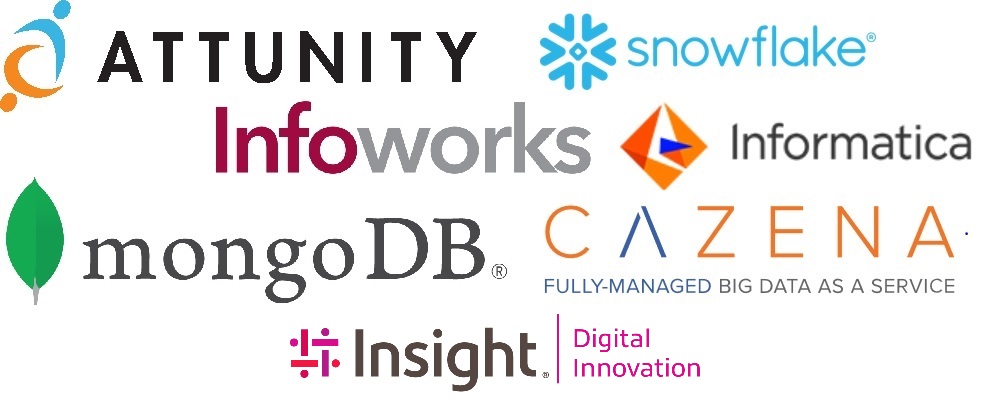 ATTUNITY
snowflake®
Infoworks
Informatica
mongoDB®
CAZENA
FULLY-MANAGED BIG DATA AS A SERVICE
Insight.®
Digital
Innovation